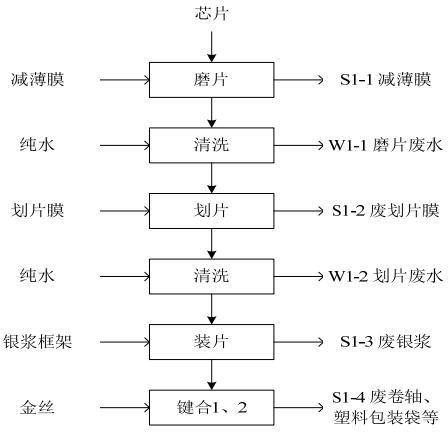 芯片
减薄膜
磨片
S1-1 减薄膜
纯水
清洗
W1-1 磨片废水
划片膜
划片
S1-2 废划片膜
纯水
清洗
W1-2 划片废水
银浆框架
装片
S1-3 废银浆
金丝
键合1、2
S1-4 废卷轴、
塑料包装袋等